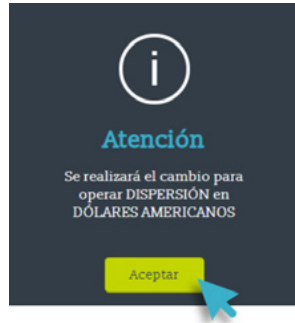 i
Atención
Se realizará el cambio para
operar DISPERSIÓN en
DÓLARES AMERICANOS
Aceptar